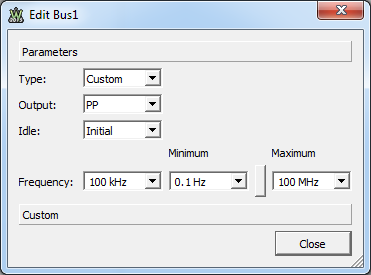 Edit Bus1
Parameters
Type: Custom
Output: PP
Idle: Initial
Minimum Maximum
Frequency: 100 kHz 0.1 Hz 100 MHz
Custom
Close